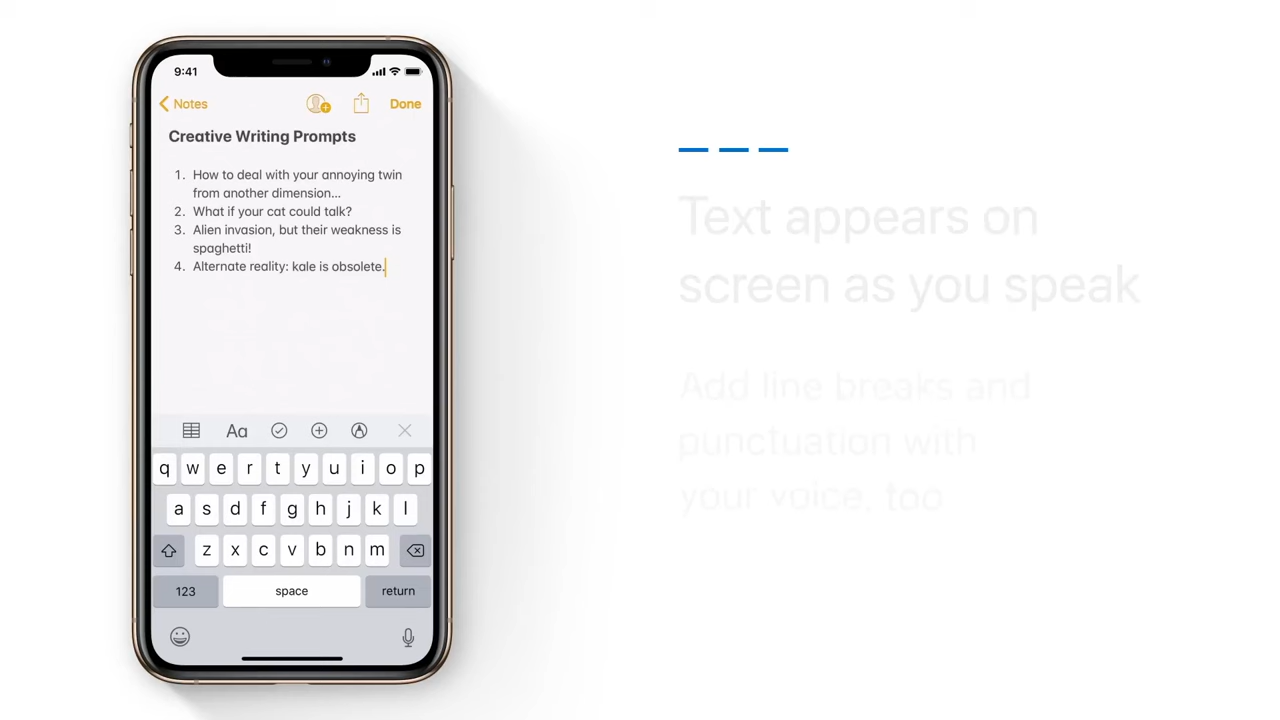 9:41
Notes
Done
Creative Writing Prompts
1. How to deal with your annoying twin
from another dimension...
2. What if your cat could talk?
3. Alien invasion, but their weakness is
spaghetti!
4. Alternate reality: kale is obsolete.
Aa
q w e r t y u i o p
a s d f g h j k l
z x c v b n m
123 space return
Text appears on
screen as you speak
Add line breaks and
punctuation with
your voice, too